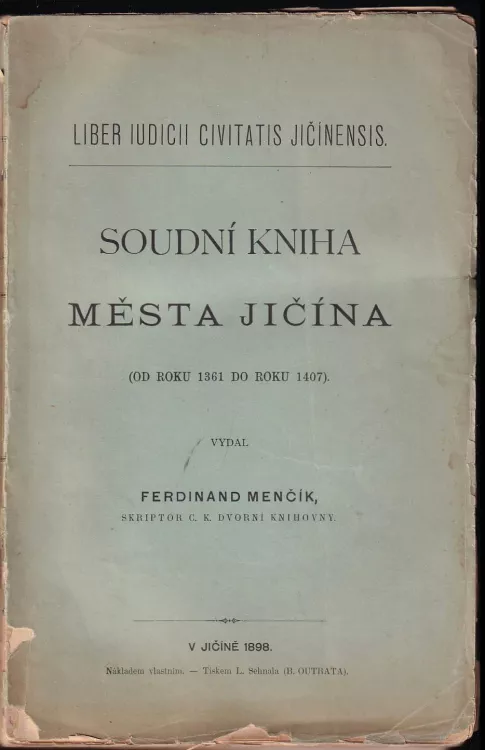 LIBER IUDICII CIVITATIS JIČÍNENSIS.
SOUDNÍ KNIHA
MĚSTA JIČÍNA
(OD ROKU 1361 DO ROKU 1407).
VYDAL
FERDINAND MENČÍK,
SKRIPTOR C. K. DVORNÍ KNIHOVNY.
V JIČÍNĚ 1898.
Nákladem vlastním. — Tiskem L. Sehnala (B. OUTRATA).